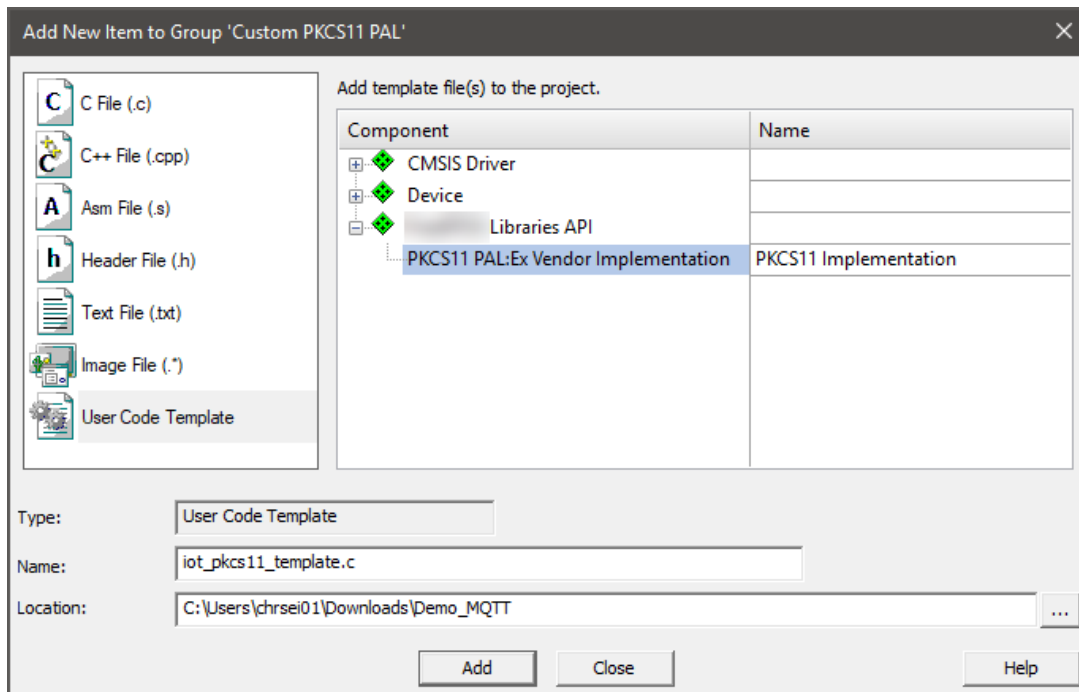 Add New Item to Group 'Custom PKCS11 PAL'
C File (.c)
C++ File (.cpp)
Asm File (.s)
Header File (.h)
Text File (.txt)
Image File (.*)
User Code Template
Add template file(s) to the project.
Component Name
CMSIS Driver
Device
Libraries API
PKCS11 PAL:Ex Vendor Implementation PKCS11 Implementation
Type: User Code Template
Name: iot_pkcs11_template.c
Location: C:\Users\chrsei01\Downloads\Demo_MQTT ...
Add Close Help